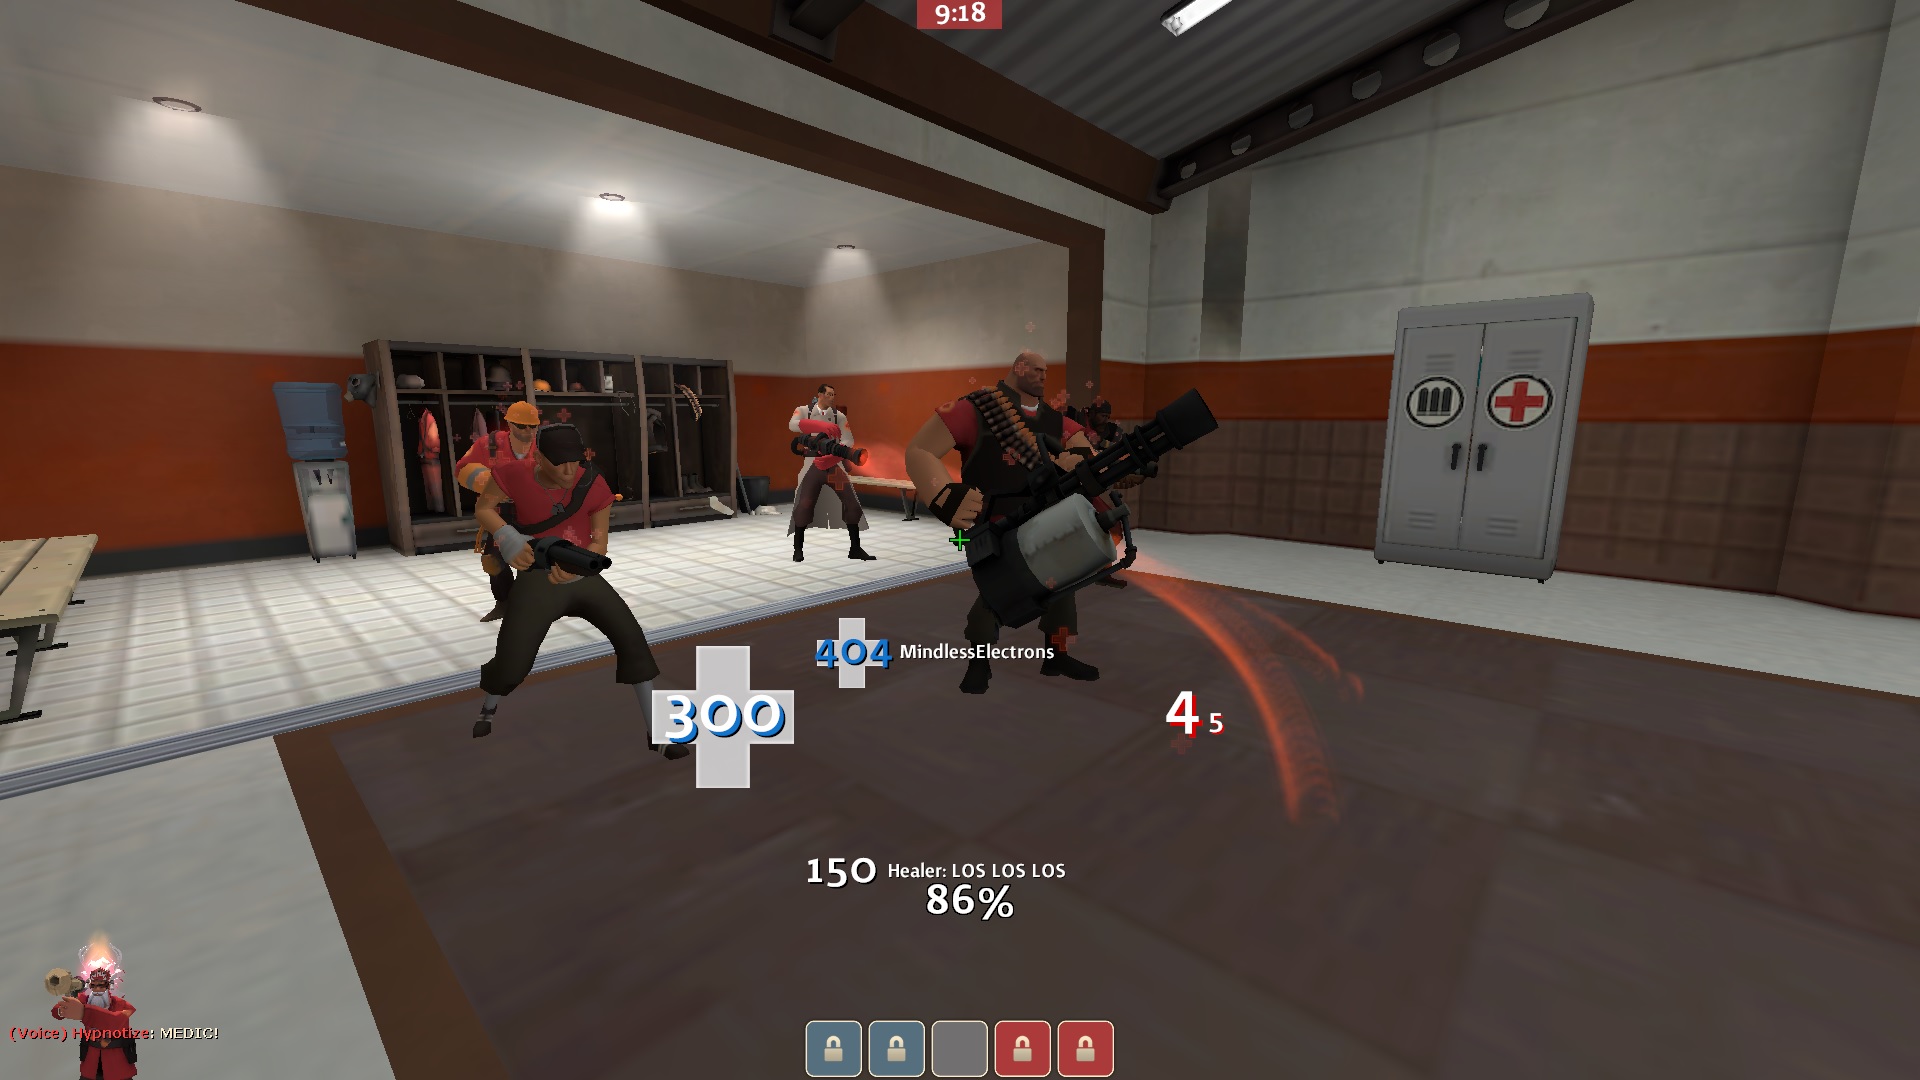 9:18
404 MindlessElectrons
300
4 5
150 Healer: LOS LOS LOS
86%
(Voice) Hypnotize: MEDIC!